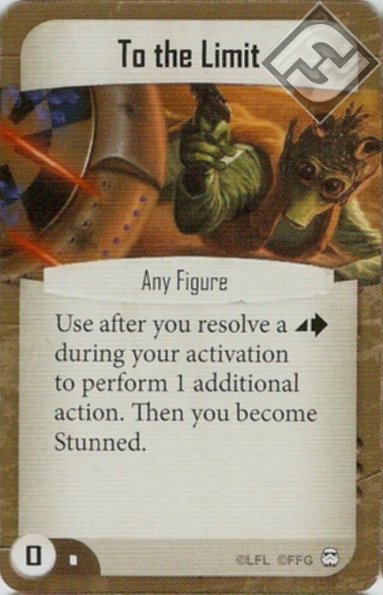 To the Limit
Any Figure
Use after you resolve a
during your activation
to perform 1 additional
action. Then you become
Stunned.
0
©LFL ©FFG